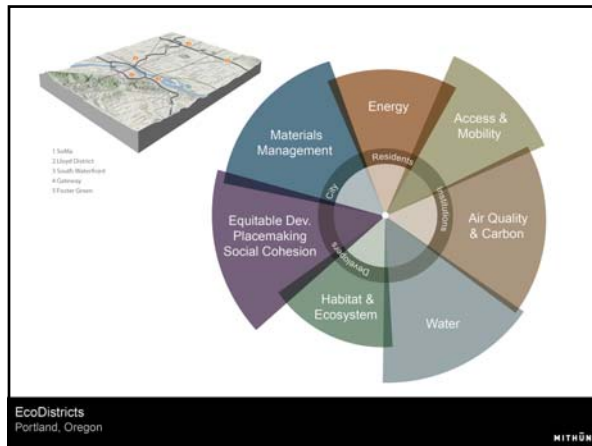 1 SoMa
2 Lloyd District
3 South Waterfront
4 Gateway
5 Foster Green
Energy
Access &
Mobility
Materials
Management
Residents
City
Institutions
Developers
Air Quality
& Carbon
Equitable Dev.
Placemaking
Social Cohesion
Habitat &
Ecosystem
Water
EcoDistricts
Portland, Oregon
MITHŪN